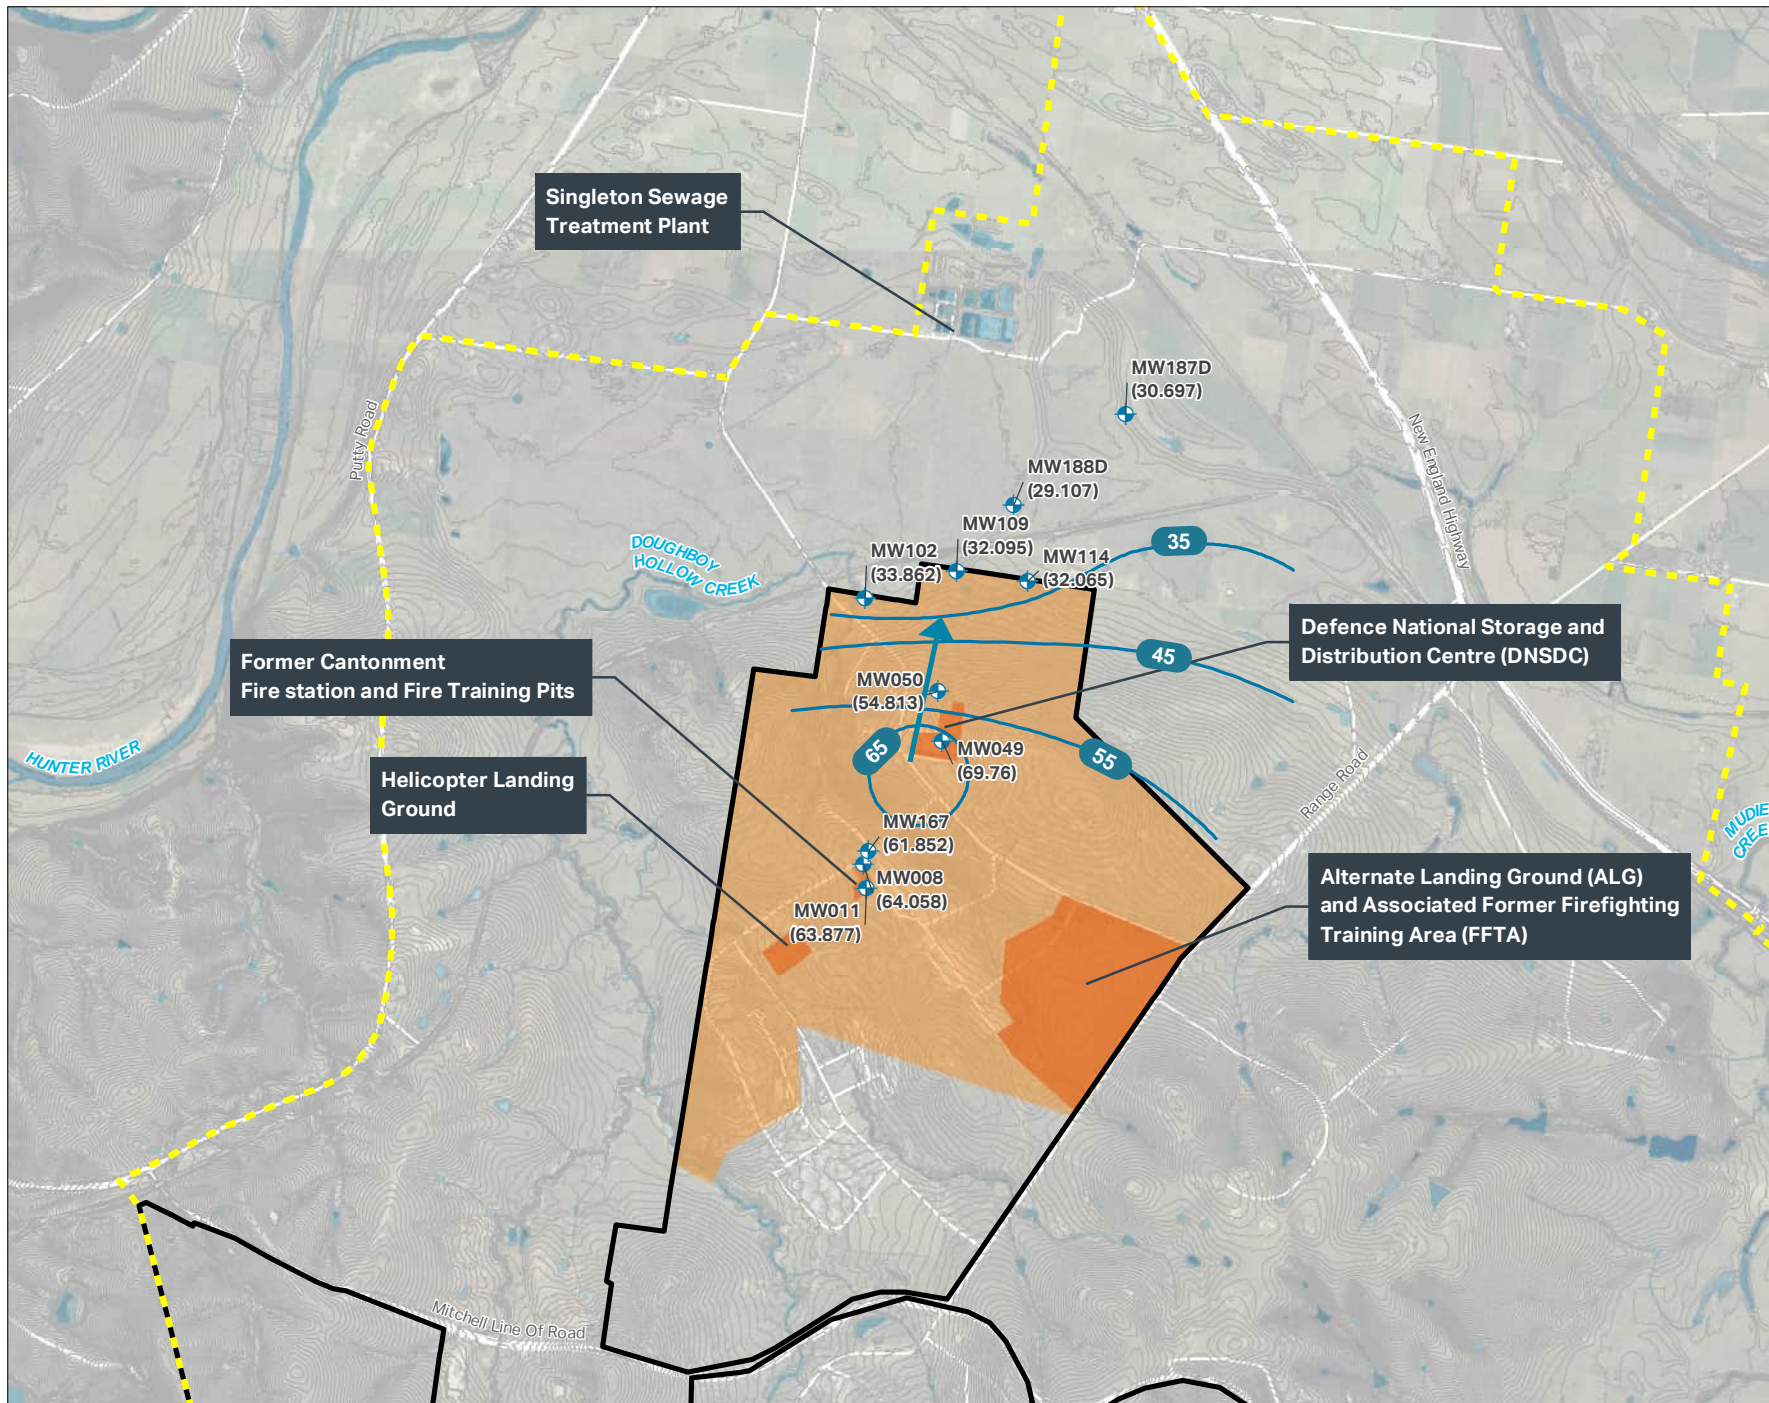 Singleton Sewage
Treatment Plant
MW187D
(30.697)
Putty Road
New England Highway
MW188D
(29.107)
MW109
(32.095)
MW102
(33.862)
MW114
(32.065)
35
DOUGHBOY
HOLLOW CREEK
Defence National Storage and
Distribution Centre (DNSDC)
45
Former Cantonment
Fire station and Fire Training Pits
MW050
(54.813)
HUNTER RIVER
65
MW049
(69.76)
55
Helicopter Landing
Ground
Range Road
MW167
(61.852)
MUDIE
CREE
MW008
(64.058)
Alternate Landing Ground (ALG)
and Associated Former Firefighting
Training Area (FFTA)
MW011
(63.877)
Mitchell Line Of Road